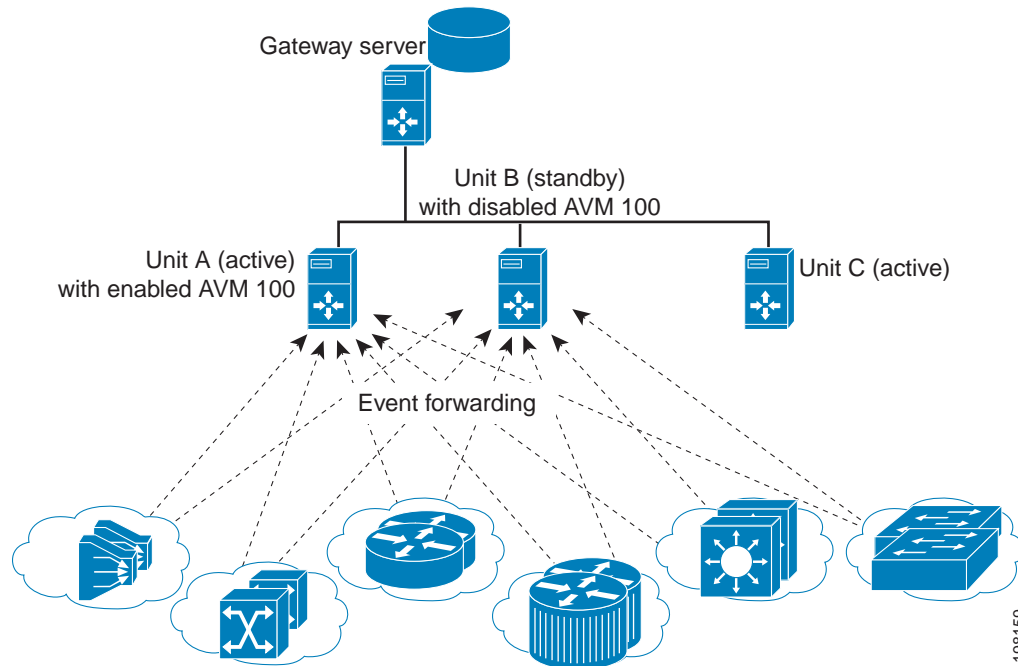 Gateway server
Unit B (standby)
with disabled AVM 100
Unit A (active)
with enabled AVM 100
Unit C (active)
Event forwarding